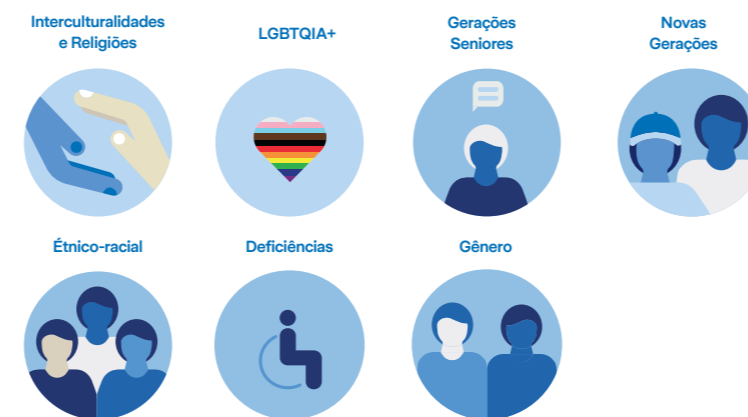 Interculturalidades
e Religiões
LGBTQIA+
Gerações
Seniores
Novas
Gerações
Étnico-racial
Deficiências
Gênero